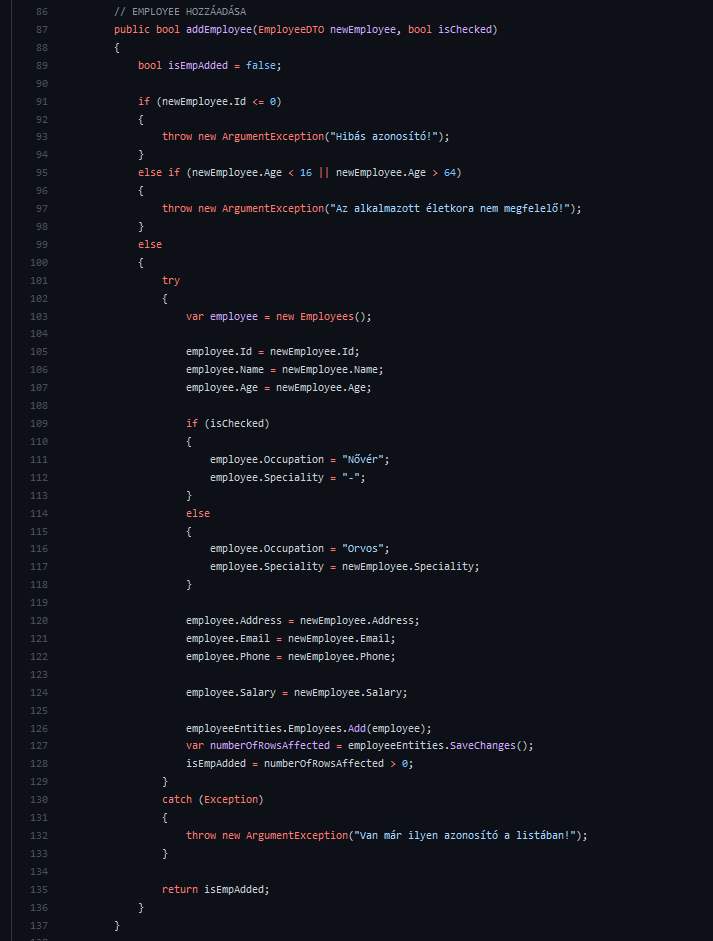 86 // EMPLOYEE HOZZÁADÁSA
87 public bool addEmployee(EmployeeDTO newEmployee, bool isChecked)
88 {
89 bool isEmpAdded = false;
90
91 if (newEmployee.Id <= 0)
92 {
93 throw new ArgumentException("Hibás azonosító!");
94 }
95 else if (newEmployee.Age < 16 || newEmployee.Age > 64)
96 {
97 throw new ArgumentException("Az alkalmazott életkora nem megfelelő!");
98 }
99 else
100 {
101 try
102 {
103 var employee = new Employees();
104
105 employee.Id = newEmployee.Id;
106 employee.Name = newEmployee.Name;
107 employee.Age = newEmployee.Age;
108
109 if (isChecked)
110 {
111 employee.Occupation = "Nővér";
112 employee.Speciality = "-";
113 }
114 else
115 {
116 employee.Occupation = "Orvos";
117 employee.Speciality = newEmployee.Speciality;
118 }
119
120 employee.Address = newEmployee.Address;
121 employee.Email = newEmployee.Email;
122 employee.Phone = newEmployee.Phone;
123
124 employee.Salary = newEmployee.Salary;
125
126 employeeEntities.Employees.Add(employee);
127 var numberOfRowsAffected = employeeEntities.SaveChanges();
128 isEmpAdded = numberOfRowsAffected > 0;
129 }
130 catch (Exception)
131 {
132 throw new ArgumentException("Van már ilyen azonosító a listában!");
133 }
134
135 return isEmpAdded;
136 }
137 }